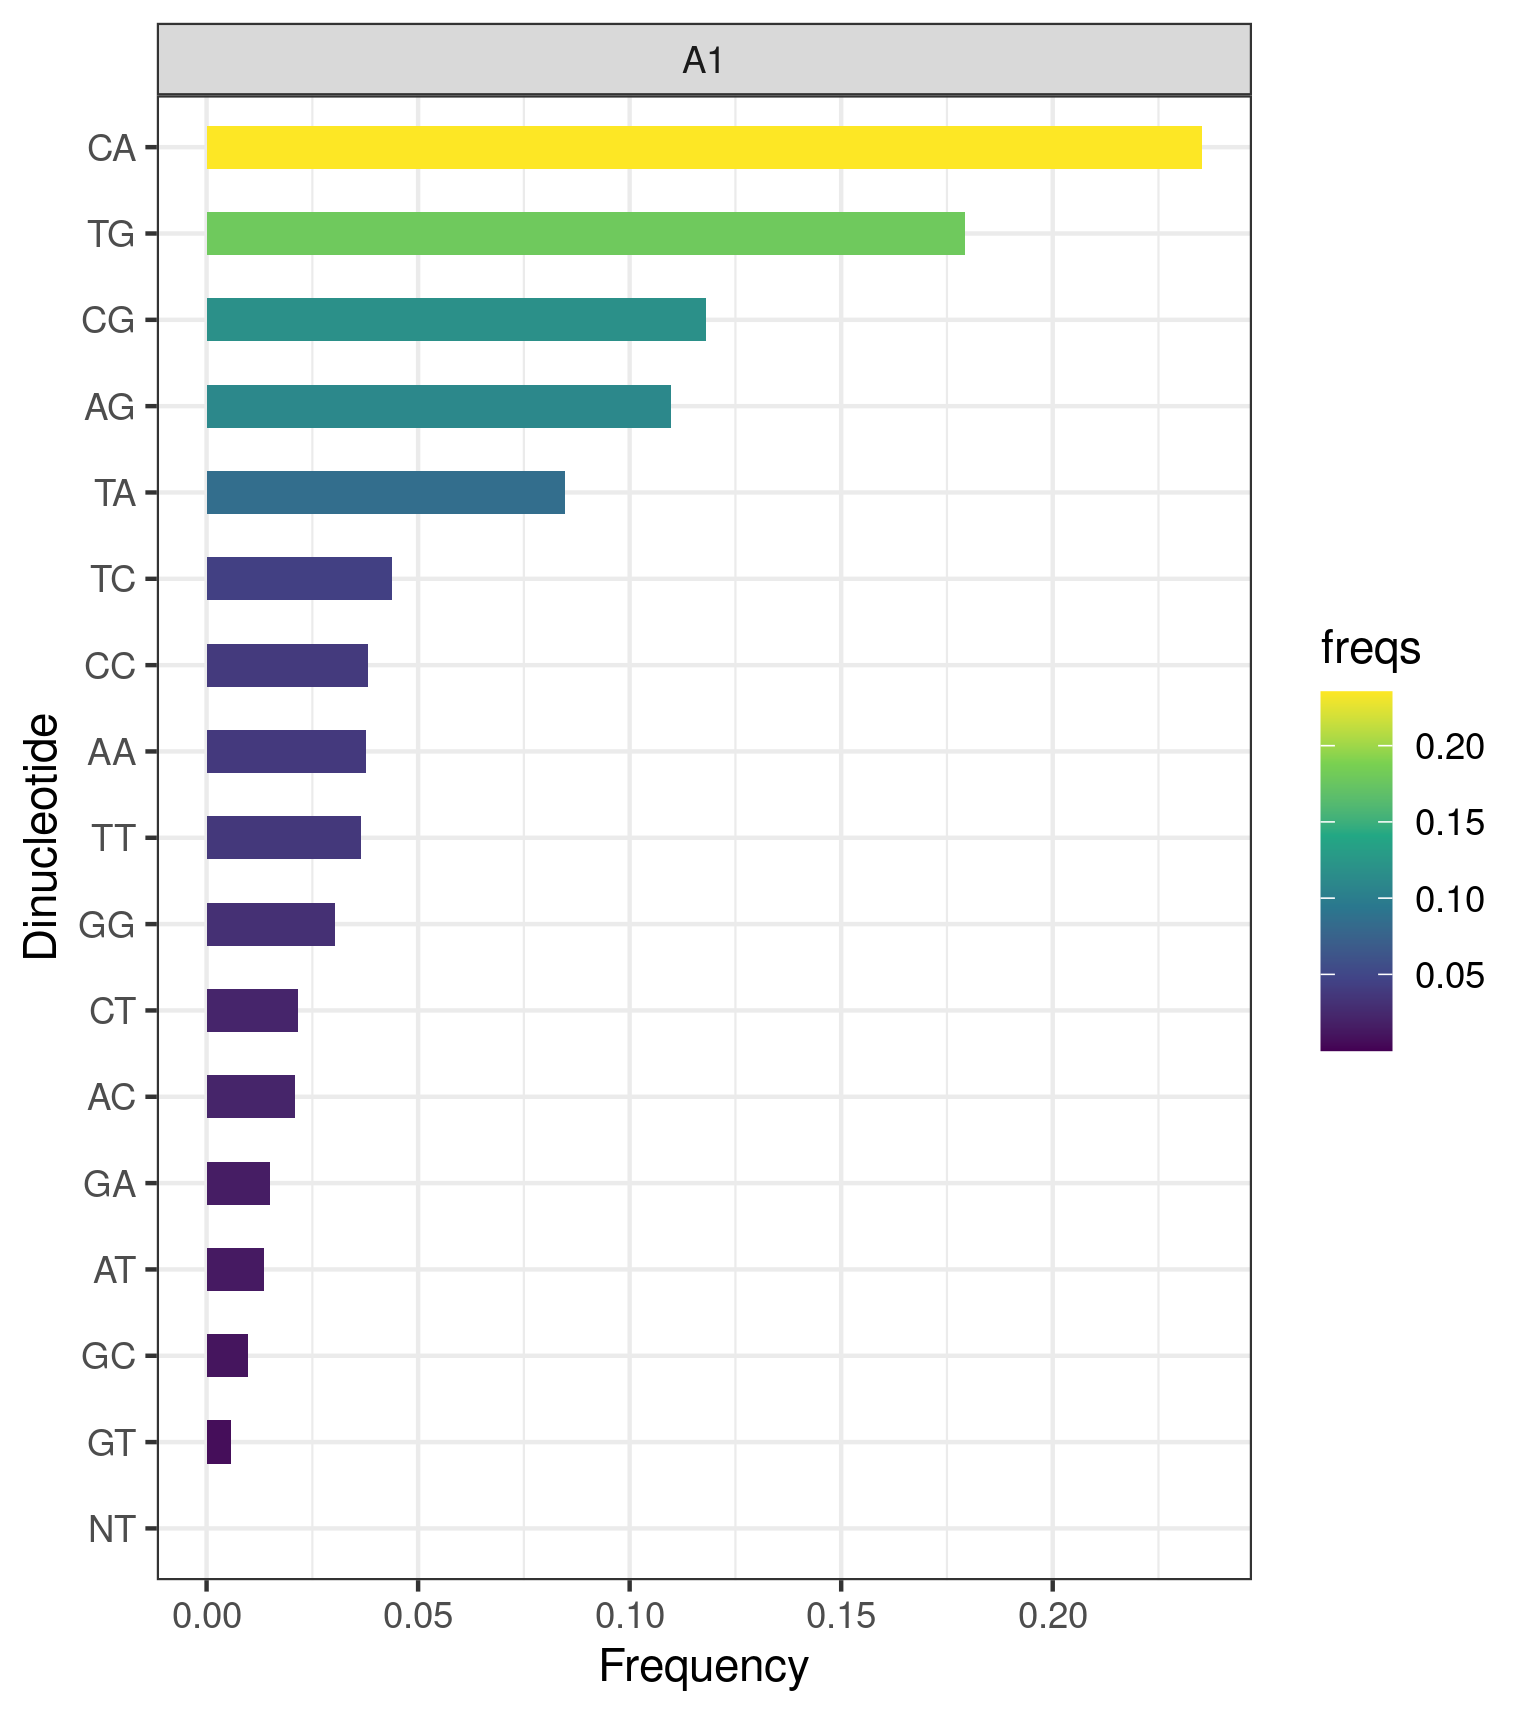 A1
CA
TG
CG
AG
TA
TC
CC
AA
TT
GG
CT
AC
GA
AT
GC
GT
NT
Dinucleotide
0.00 0.05 0.10 0.15 0.20
Frequency
freqs
0.20
0.15
0.10
0.05